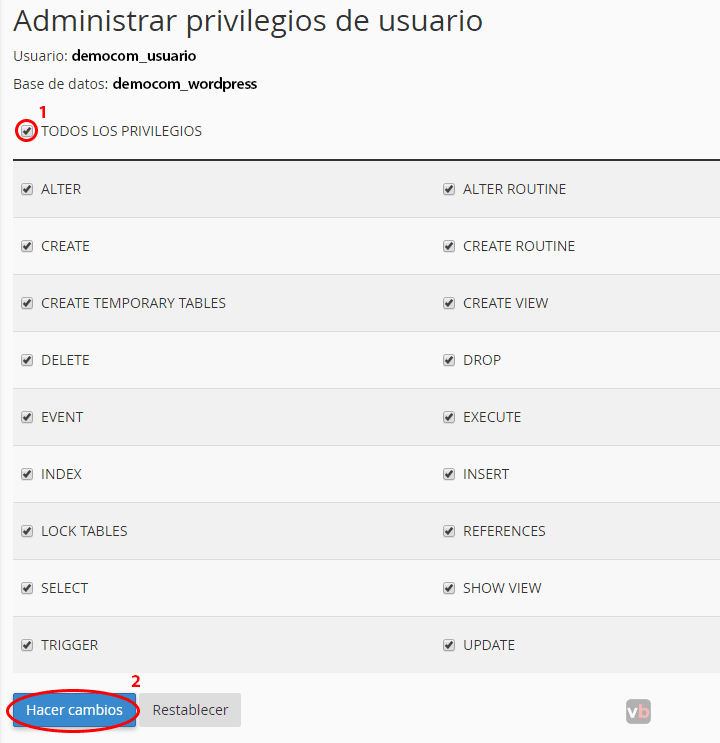 Administrar privilegios de usuario
Usuario: democom_usuario
Base de datos: democom_wordpress
1
TODOS LOS PRIVILEGIOS
ALTER ALTER ROUTINE
CREATE CREATE ROUTINE
CREATE TEMPORARY TABLES CREATE VIEW
DELETE DROP
EVENT EXECUTE
INDEX INSERT
LOCK TABLES REFERENCES
SELECT SHOW VIEW
TRIGGER UPDATE
2
Hacer cambios Restablecer
vb